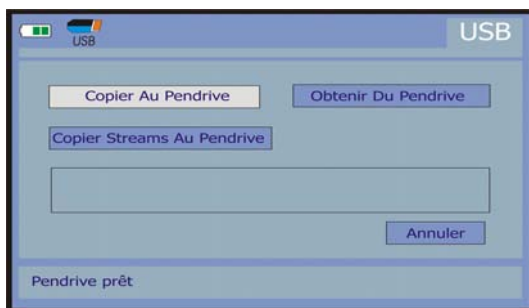 USB
USB
Copier Au Pendrive
Obtenir Du Pendrive
Copier Streams Au Pendrive
Annuler
Pendrive prêt